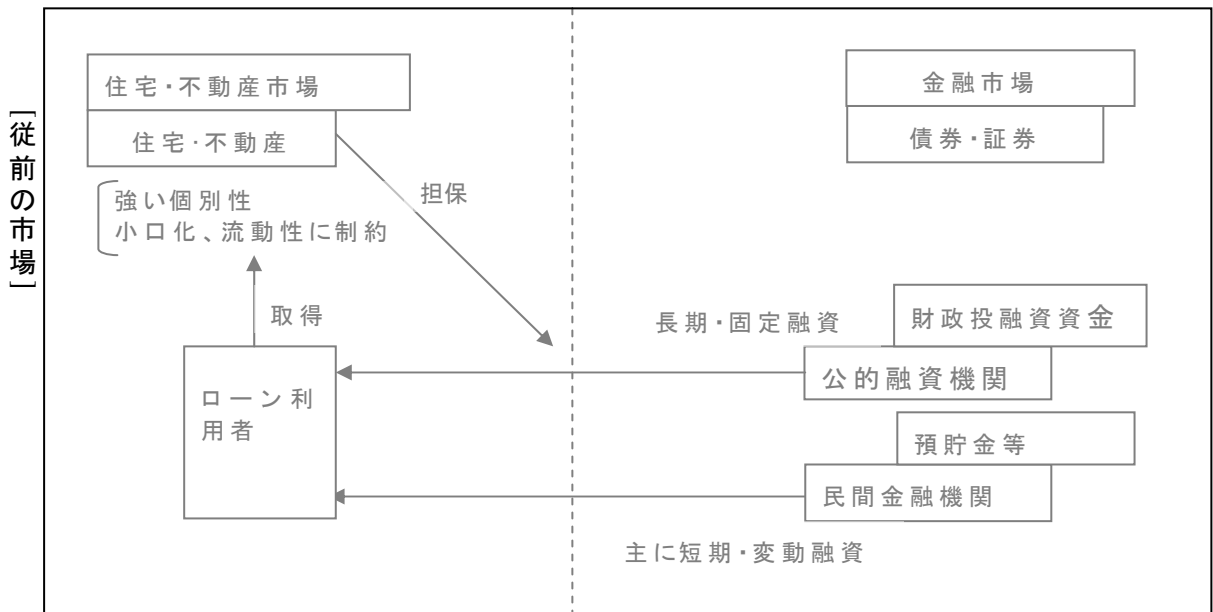 [従前の市場]
住宅・不動産市場
住宅・不動産
強い個別性
小口化、流動性に制約
担保
取得
ローン利
用者
金融市場
債券・証券
長期・固定融資
財政投融資資金
公的融資機関
預貯金等
民間金融機関
主に短期・変動融資